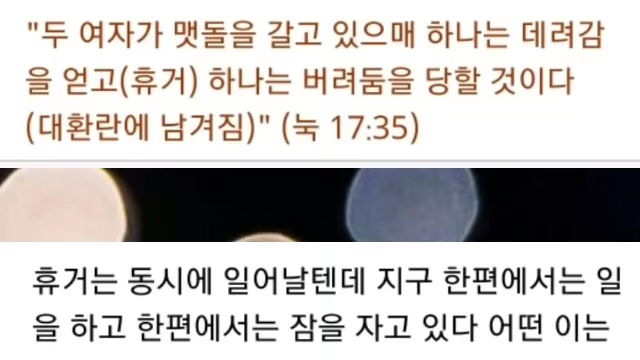 "두 여자가 맷돌을 갈고 있으매 하나는 데려감
을 얻고(휴거) 하나는 버려둠을 당할 것이다
(대환란에 남겨짐)" (눅 17:35)
휴거는 동시에 일어날텐데 지구 한편에서는 일
을 하고 한편에서는 잠을 자고 있다 어떤 이는